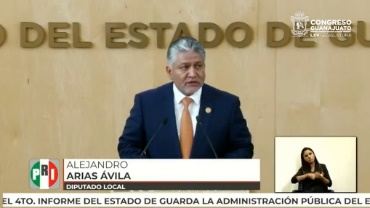 CONGRESO
GUANAJUATO
O DEL ESTADO DE GUA
ALEJANDRO
ARIAS ÁVILA
DIPUTADO LOCAL
PRI
EL 4TO. INFORME DEL ESTADO DE GUARDA LA ADMINISTRACIÓN PÚBLICA DEL E